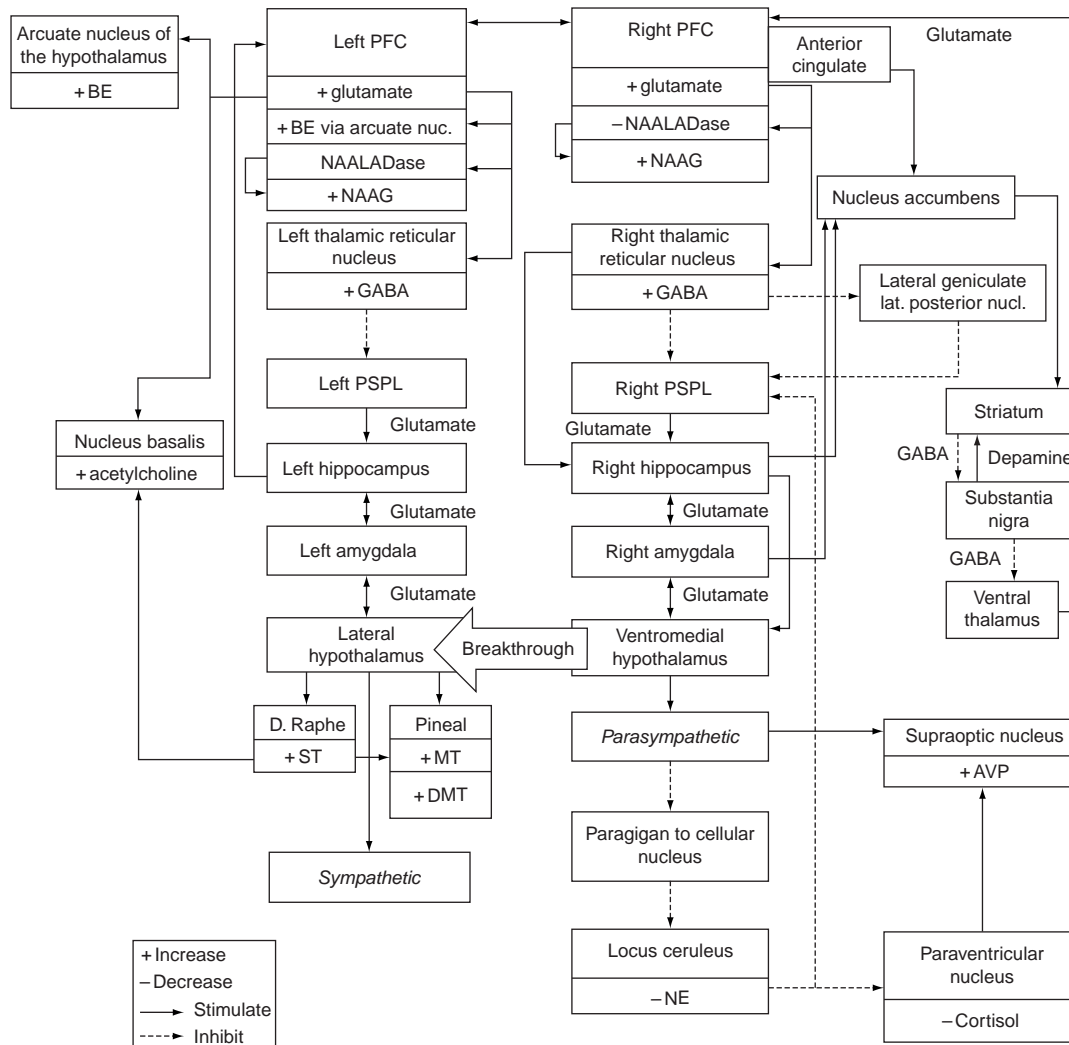 Arcuate nucleus of
the hypothalamus
+BE
Left PFC
+glutamate
+BE via arcuate nuc.
NAALADase
+NAAG
Right PFC
+glutamate
–NAALADase
+NAAG
Anterior
cingulate
Glutamate
Nucleus accumbens
Left thalamic reticular
nucleus
+GABA
Right thalamic
reticular nucleus
+GABA
Lateral geniculate
lat. posterior nucl.
Left PSPL
Glutamate
Right PSPL
Glutamate
Striatum
GABA
Depamine
Substantia
nigra
GABA
Ventral
thalamus
Nucleus basalis
+acetylcholine
Left hippocampus
Glutamate
Right hippocampus
Glutamate
Left amygdala
Glutamate
Right amygdala
Glutamate
Lateral
hypothalamus
Breakthrough
Ventromedial
hypothalamus
D. Raphe
+ST
Pineal
+MT
+DMT
Parasympathetic
Supraoptic nucleus
+AVP
Paragigan to cellular
nucleus
Sympathetic
Locus ceruleus
–NE
Paraventricular
nucleus
–Cortisol
+Increase
–Decrease
Stimulate
Inhibit